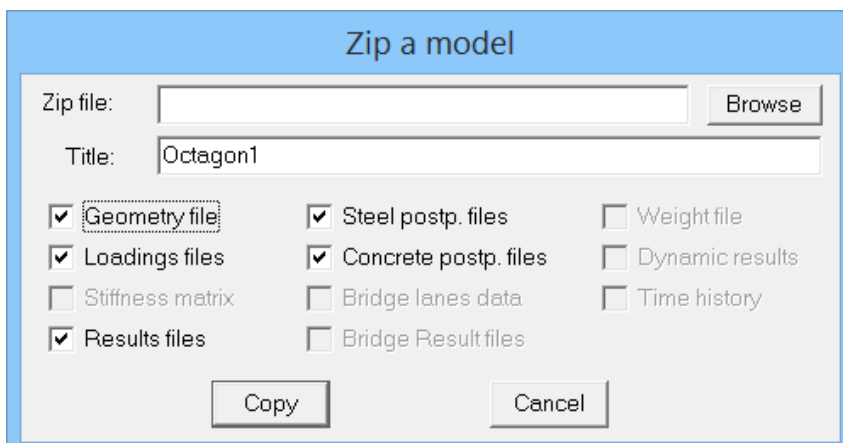 Zip a model
Zip file: Browse
Title: Octagon1
Geometry file Steel postp. files Weight file
Loadings files Concrete postp. files Dynamic results
Stiffness matrix Bridge lanes data Time history
Results files Bridge Result files
Copy Cancel